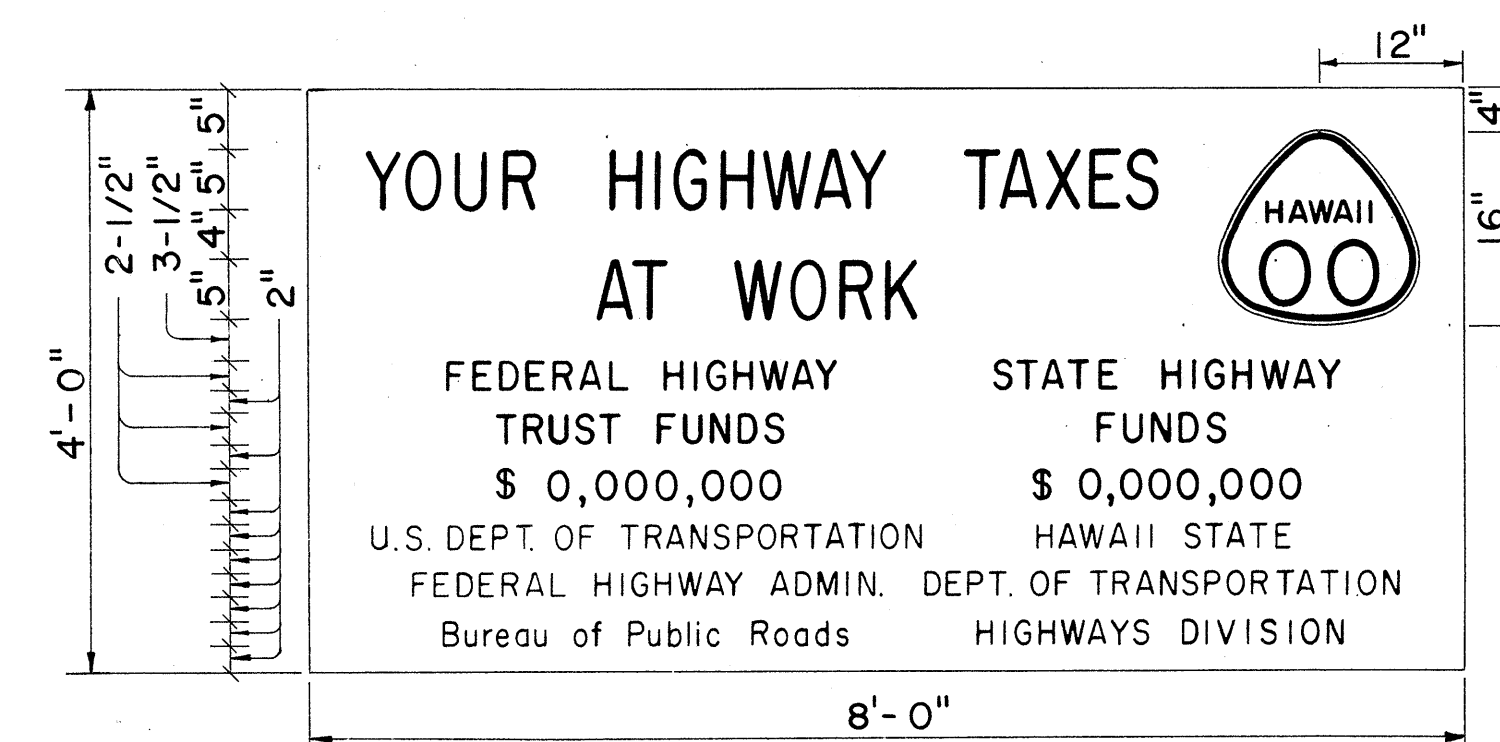 12"
4"
16"
5"
5"
4"
5"
2-1/2"
3-1/2"
2"
4'-0"
YOUR HIGHWAY TAXES
AT WORK
HAWAII
00
FEDERAL HIGHWAY STATE HIGHWAY
TRUST FUNDS FUNDS
$ 0,000,000 $ 0,000,000
U.S. DEPT. OF TRANSPORTATION HAWAII STATE
FEDERAL HIGHWAY ADMIN. DEPT. OF TRANSPORTATION
Bureau of Public Roads HIGHWAYS DIVISION
8'-0"